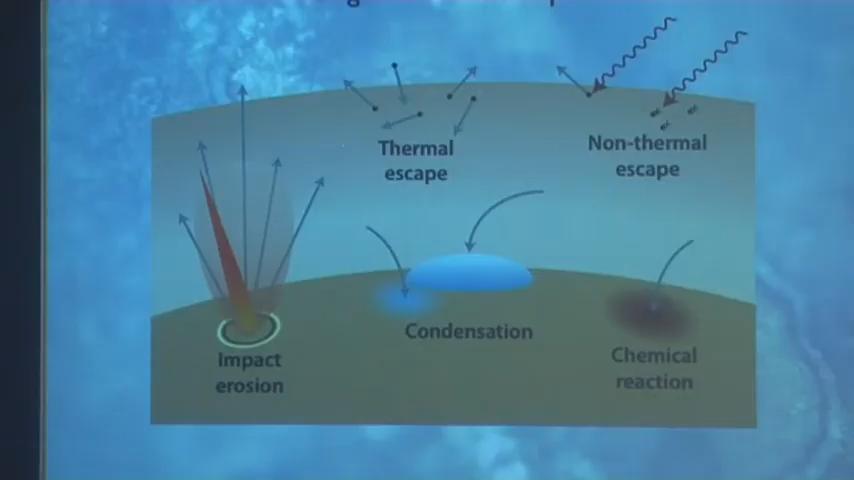 Thermal
escape
Non-thermal
escape
Condensation
Impact
erosion
Chemical
reaction